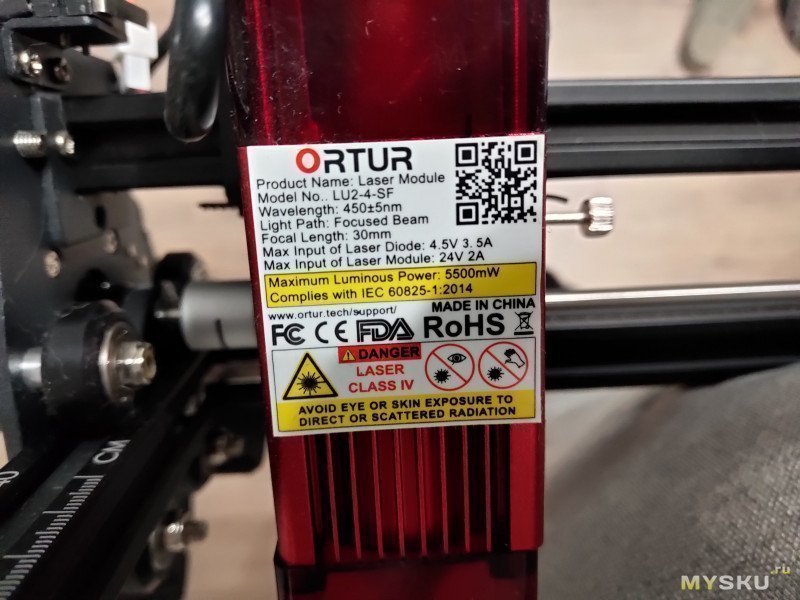 ORTUR
Product Name: Laser Module
Model No.. LU2-4-SF
Wavelength: 450±5nm
Light Path: Focused Beam
Focal Length: 30mm
Max Input of Laser Diode: 4.5V 3. 5A
Max Input of Laser Module: 24V 2A
Maximum Luminous Power: 5500mW
Complies with IEC 60825-1:2014
www.ortur.tech/support/
MADE IN CHINA
FC CE FDA RoHS
DANGER
LASER
CLASS IV
AVOID EYE OR SKIN EXPOSURE TO
DIRECT OR SCATTERED RADIATION
CM
MYSKU.ru